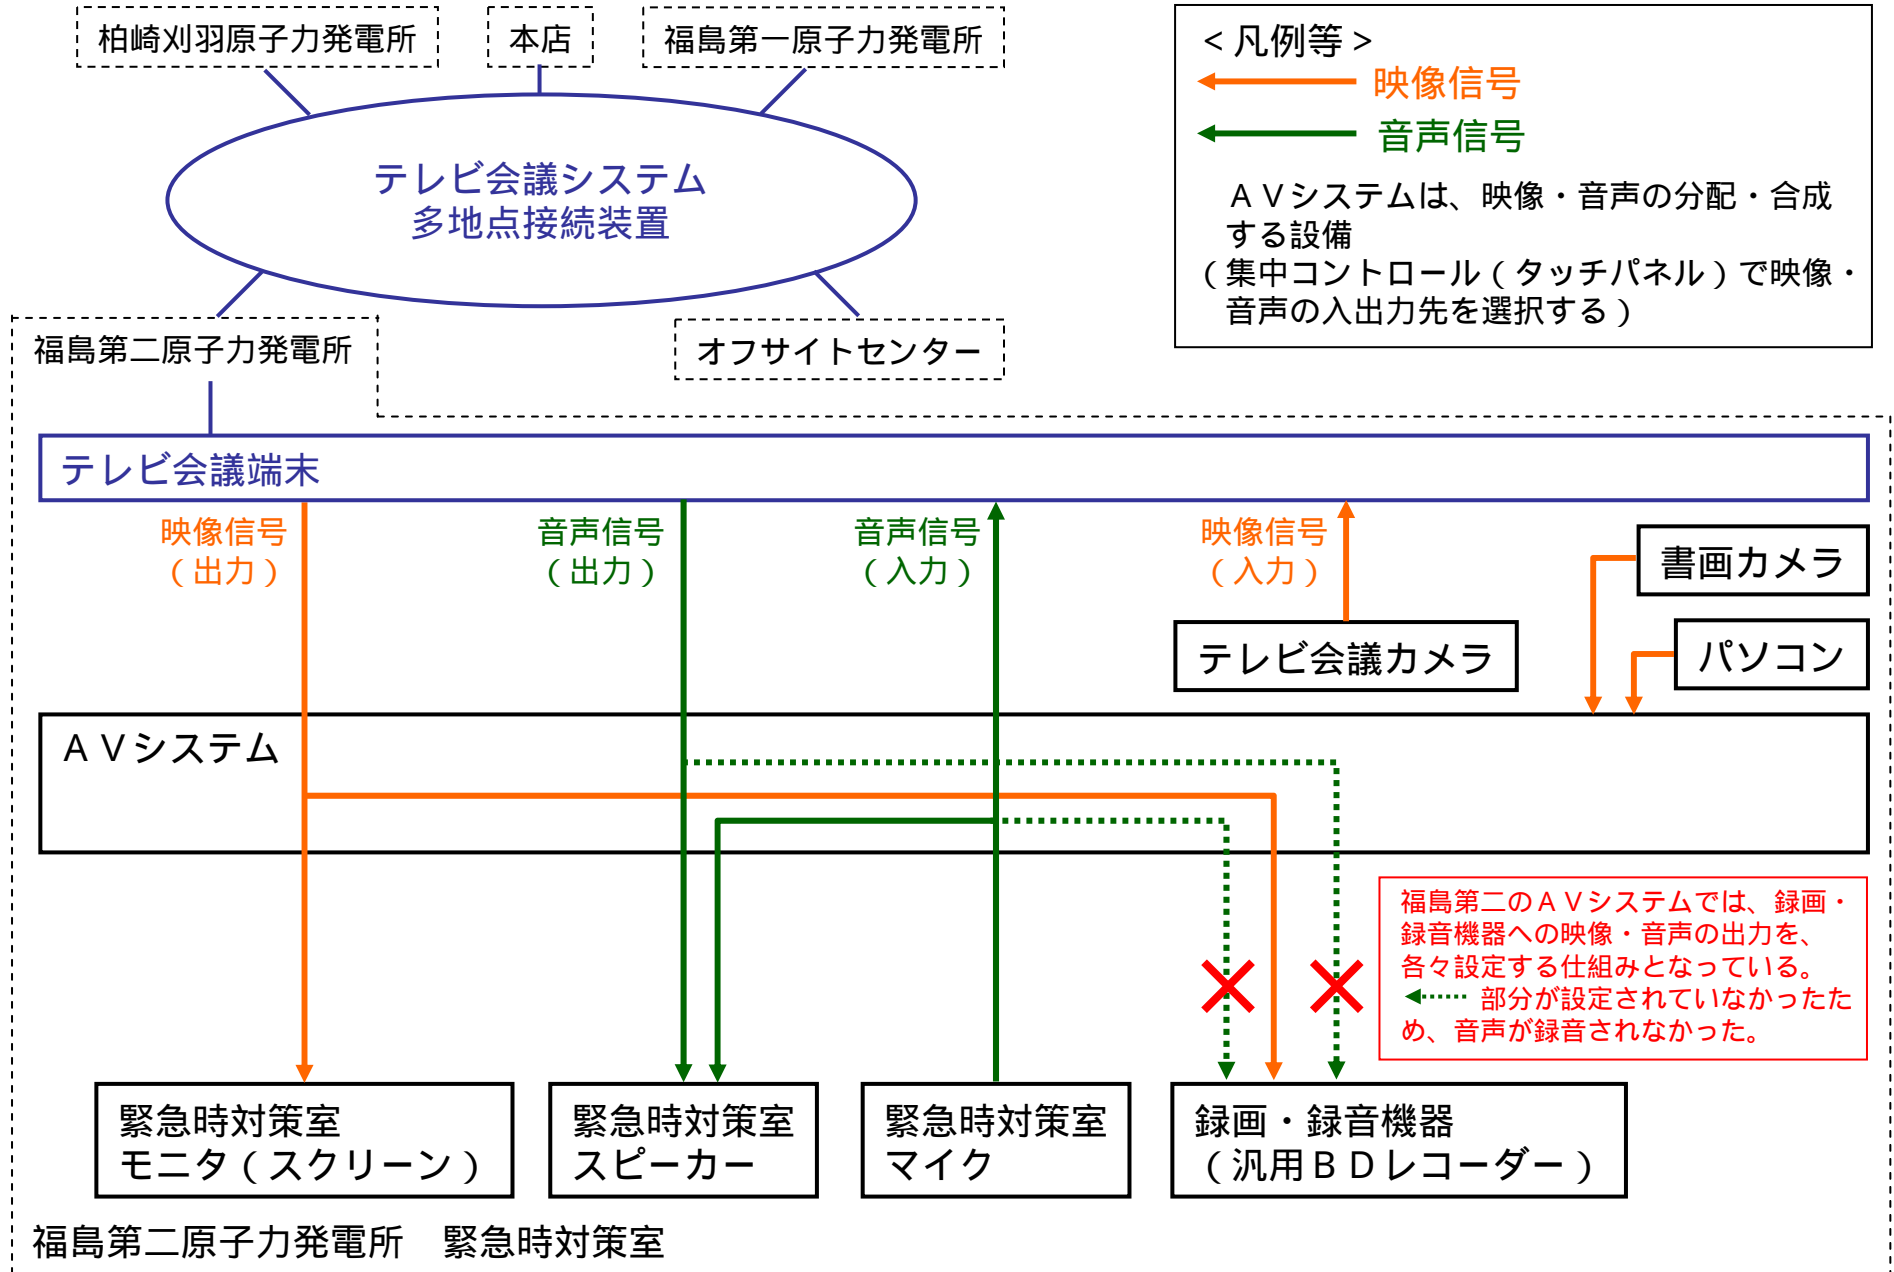 柏崎刈羽原子力発電所
本店
福島第一原子力発電所
＜凡例等＞
映像信号
音声信号
ＡＶシステムは、映像・音声の分配・合成
する設備
（集中コントロール（タッチパネル）で映像・
音声の入出力先を選択する）
テレビ会議システム
多地点接続装置
福島第二原子力発電所
オフサイトセンター
テレビ会議端末
映像信号
（出力）
音声信号
（出力）
音声信号
（入力）
映像信号
（入力）
書画カメラ
テレビ会議カメラ
パソコン
ＡＶシステム
福島第二のＡＶシステムでは、録画・
録音機器への映像・音声の出力を、
各々設定する仕組みとなっている。
部分が設定されていなかったた
め、音声が録音されなかった。
緊急時対策室
モニタ（スクリーン）
緊急時対策室
スピーカー
緊急時対策室
マイク
録画・録音機器
（汎用ＢＤレコーダー）
福島第二原子力発電所　緊急時対策室